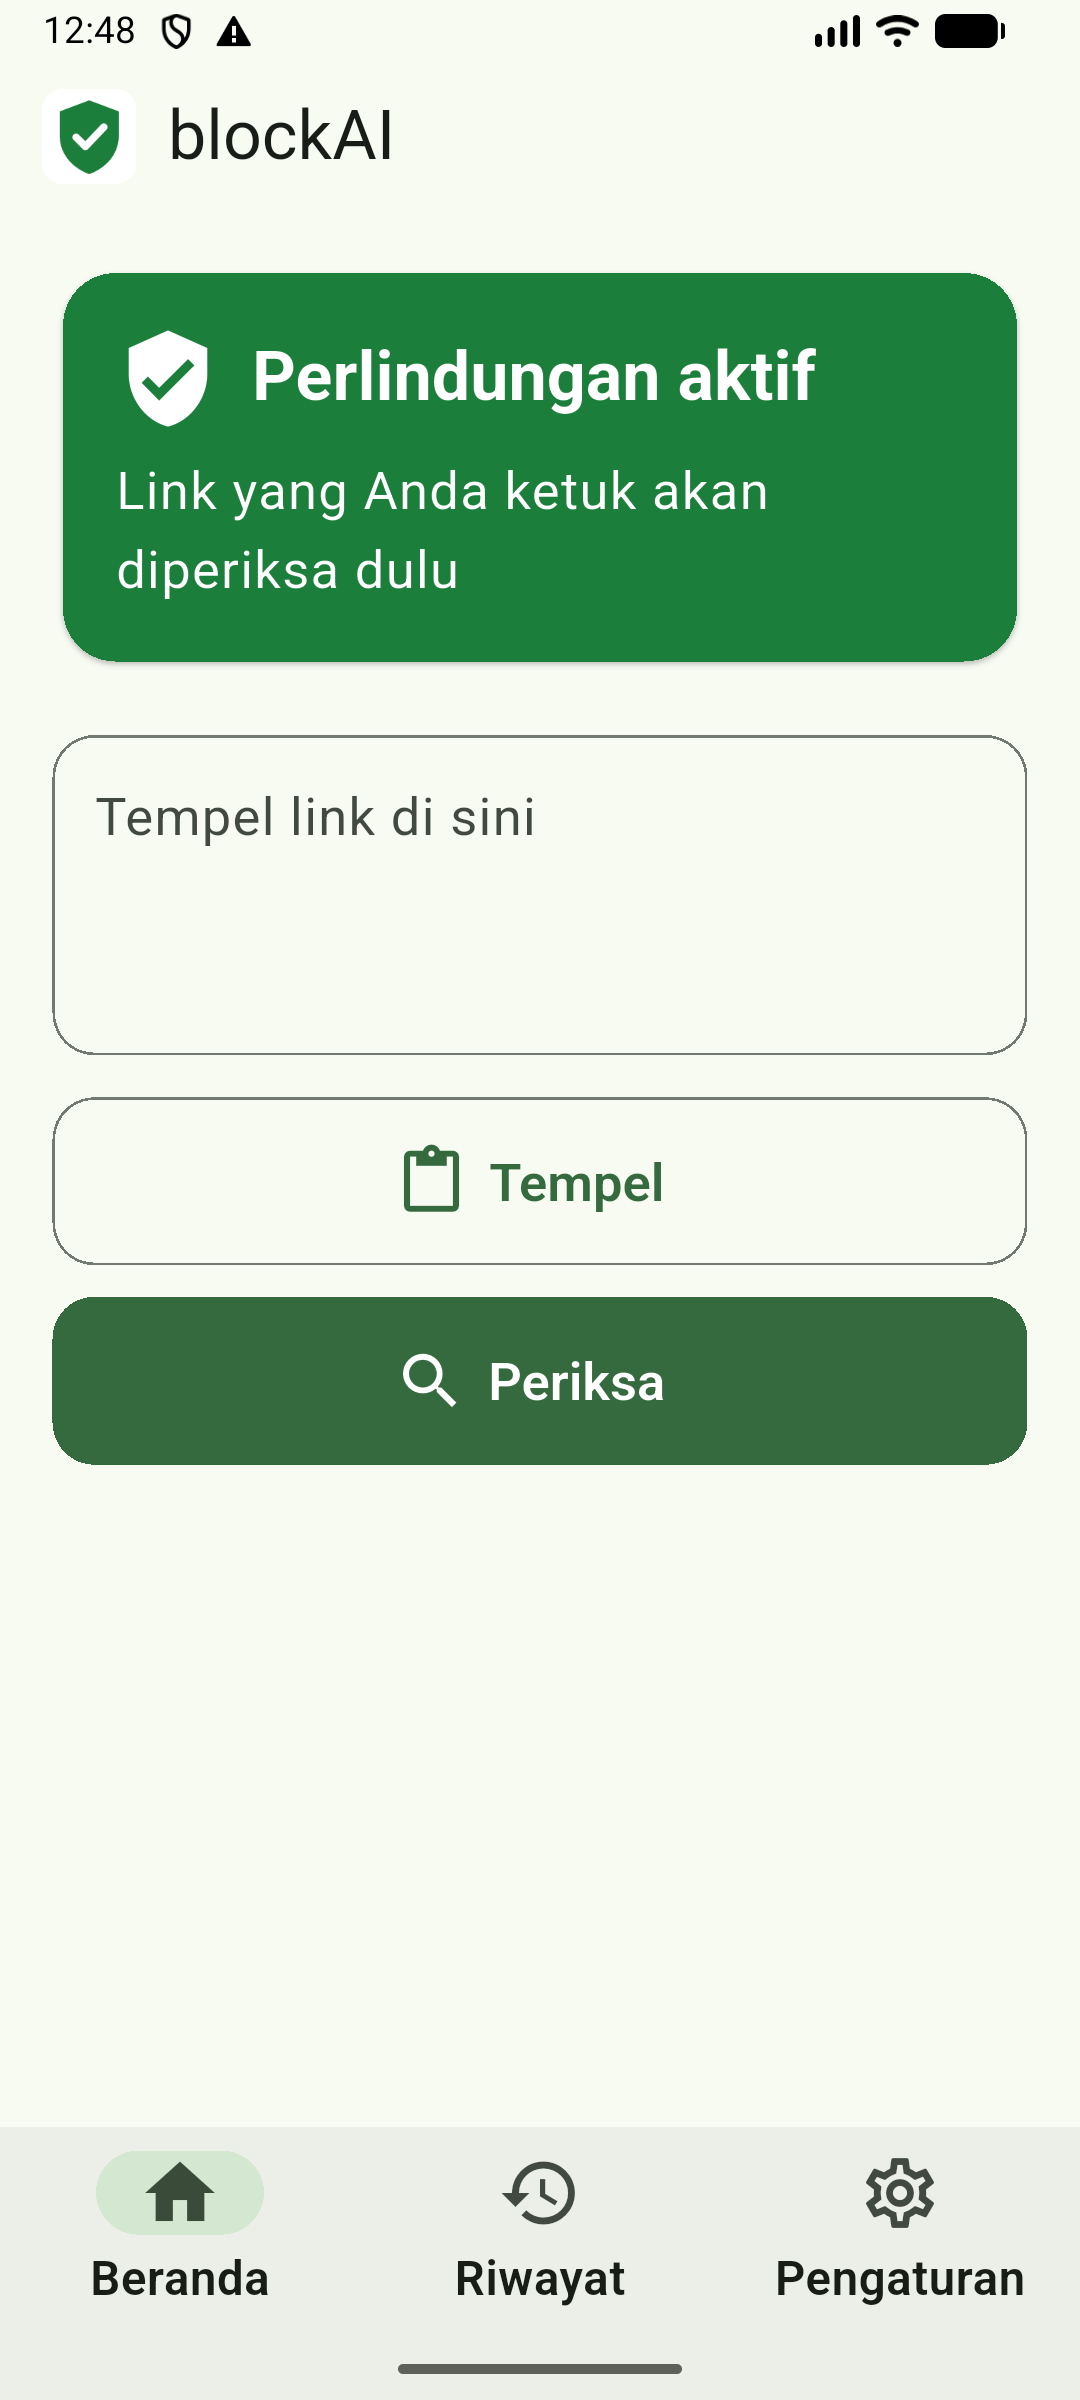 12:48
blockAI
Perlindungan aktif
Link yang Anda ketuk akan
diperiksa dulu
Tempel link di sini
Tempel
Periksa
Beranda
Riwayat
Pengaturan